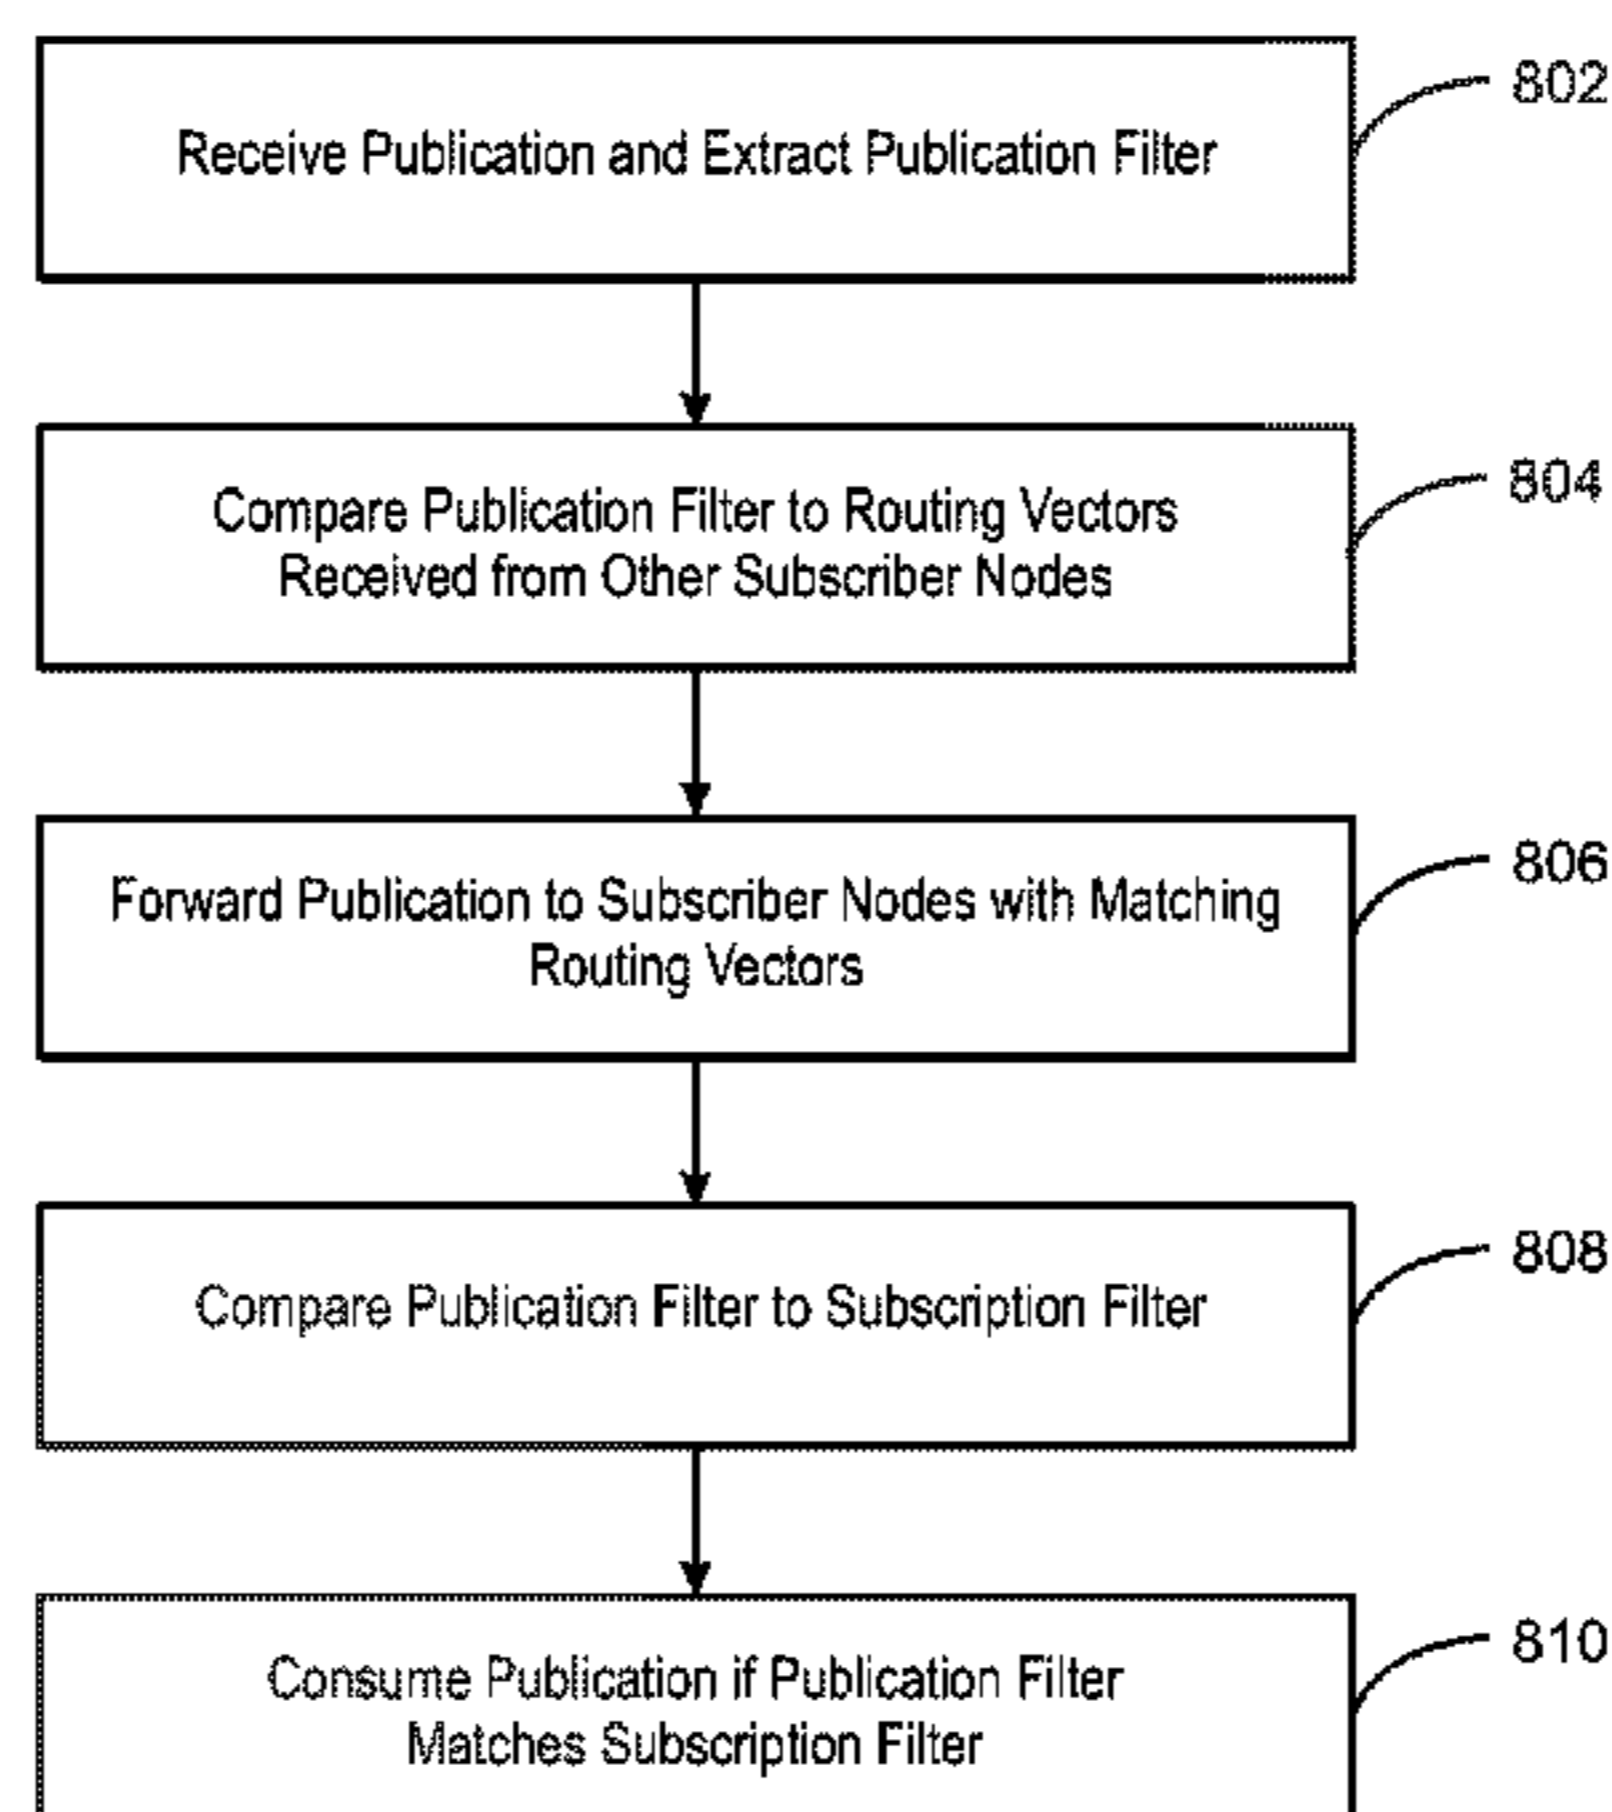 Receive Publication and Extract Publication Filter
802
Compare Publication Filter to Routing Vectors
Received from Other Subscriber Nodes
804
Forward Publication to Subscriber Nodes with Matching
Routing Vectors
806
Compare Publication Filter to Subscription Filter
808
Consume Publication if Publication Filter
Matches Subscription Filter
810